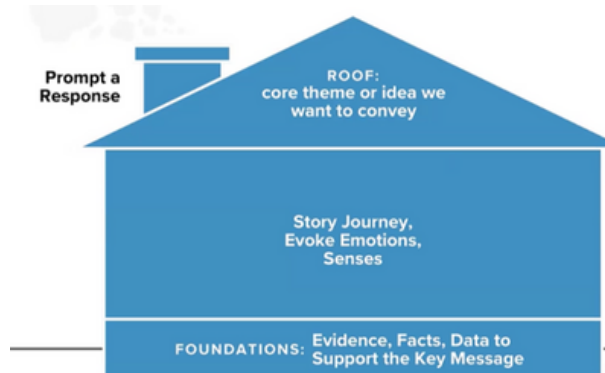 Prompt a
Response
ROOF:
core theme or idea we
want to convey
Story Journey,
Evoke Emotions,
Senses
FOUNDATIONS: Evidence, Facts, Data to
Support the Key Message